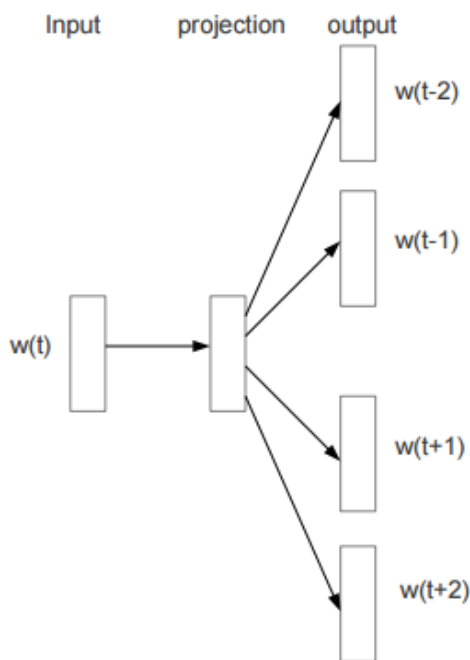 Input projection output
w(t-2)
w(t-1)
w(t)
w(t+1)
w(t+2)